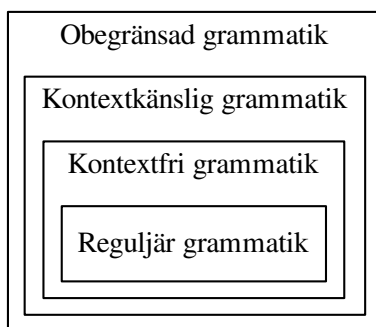 Obegränsad grammatik
Kontextkänslig grammatik
Kontextfri grammatik
Reguljär grammatik